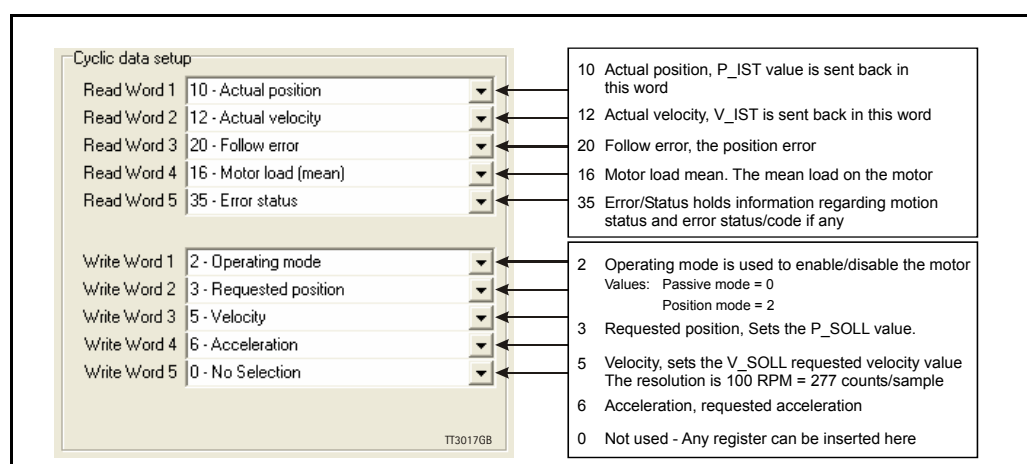 Cyclic data setup
Read Word 1 10 - Actual position
Read Word 2 12 - Actual velocity
Read Word 3 20 - Follow error
Read Word 4 16 - Motor load (mean)
Read Word 5 35 - Error status
Write Word 1 2 - Operating mode
Write Word 2 3 - Requested position
Write Word 3 5 - Velocity
Write Word 4 6 - Acceleration
Write Word 5 0 - No Selection
TT3017GB
10 Actual position, P_IST value is sent back in
this word
12 Actual velocity, V_IST is sent back in this word
20 Follow error, the position error
16 Motor load mean. The mean load on the motor
35 Error/Status holds information regarding motion
status and error status/code if any
2 Operating mode is used to enable/disable the motor
Values: Passive mode = 0
Position mode = 2
3 Requested position, Sets the P_SOLL value.
5 Velocity, sets the V_SOLL requested velocity value
The resolution is 100 RPM = 277 counts/sample
6 Acceleration, requested acceleration
0 Not used - Any register can be inserted here